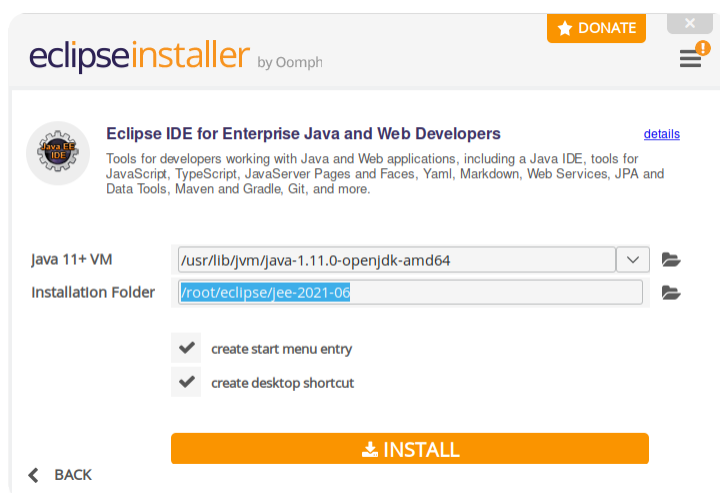 DONATE
eclipseinstaller by Oomph
Java EE
IDE
Eclipse IDE for Enterprise Java and Web Developers
details
Tools for developers working with Java and Web applications, including a Java IDE, tools for
JavaScript, TypeScript, JavaServer Pages and Faces, Yaml, Markdown, Web Services, JPA and
Data Tools, Maven and Gradle, Git, and more.
Java 11+ VM
/usr/lib/jvm/java-1.11.0-openjdk-amd64
Installation Folder
/root/eclipse/jee-2021-06
create start menu entry
create desktop shortcut
INSTALL
BACK